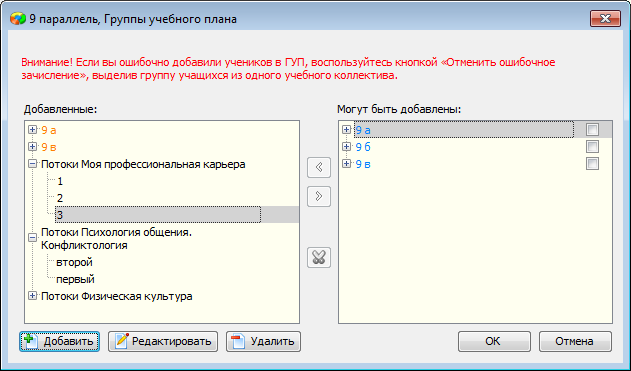 9 параллель, Группы учебного плана
Внимание! Если вы ошибочно добавили учеников в ГУП, воспользуйтесь кнопкой «Отменить ошибочное
зачисление», выделив группу учащихся из одного учебного коллектива.
Добавленные:
9 а
9 в
Потоки Моя профессиональная карьера
1
2
3
Потоки Психология общения.
Конфликтология
второй
первый
Потоки Физическая культура
Могут быть добавлены:
9 а
9 б
9 в
Добавить
Редактировать
Удалить
OK
Отмена